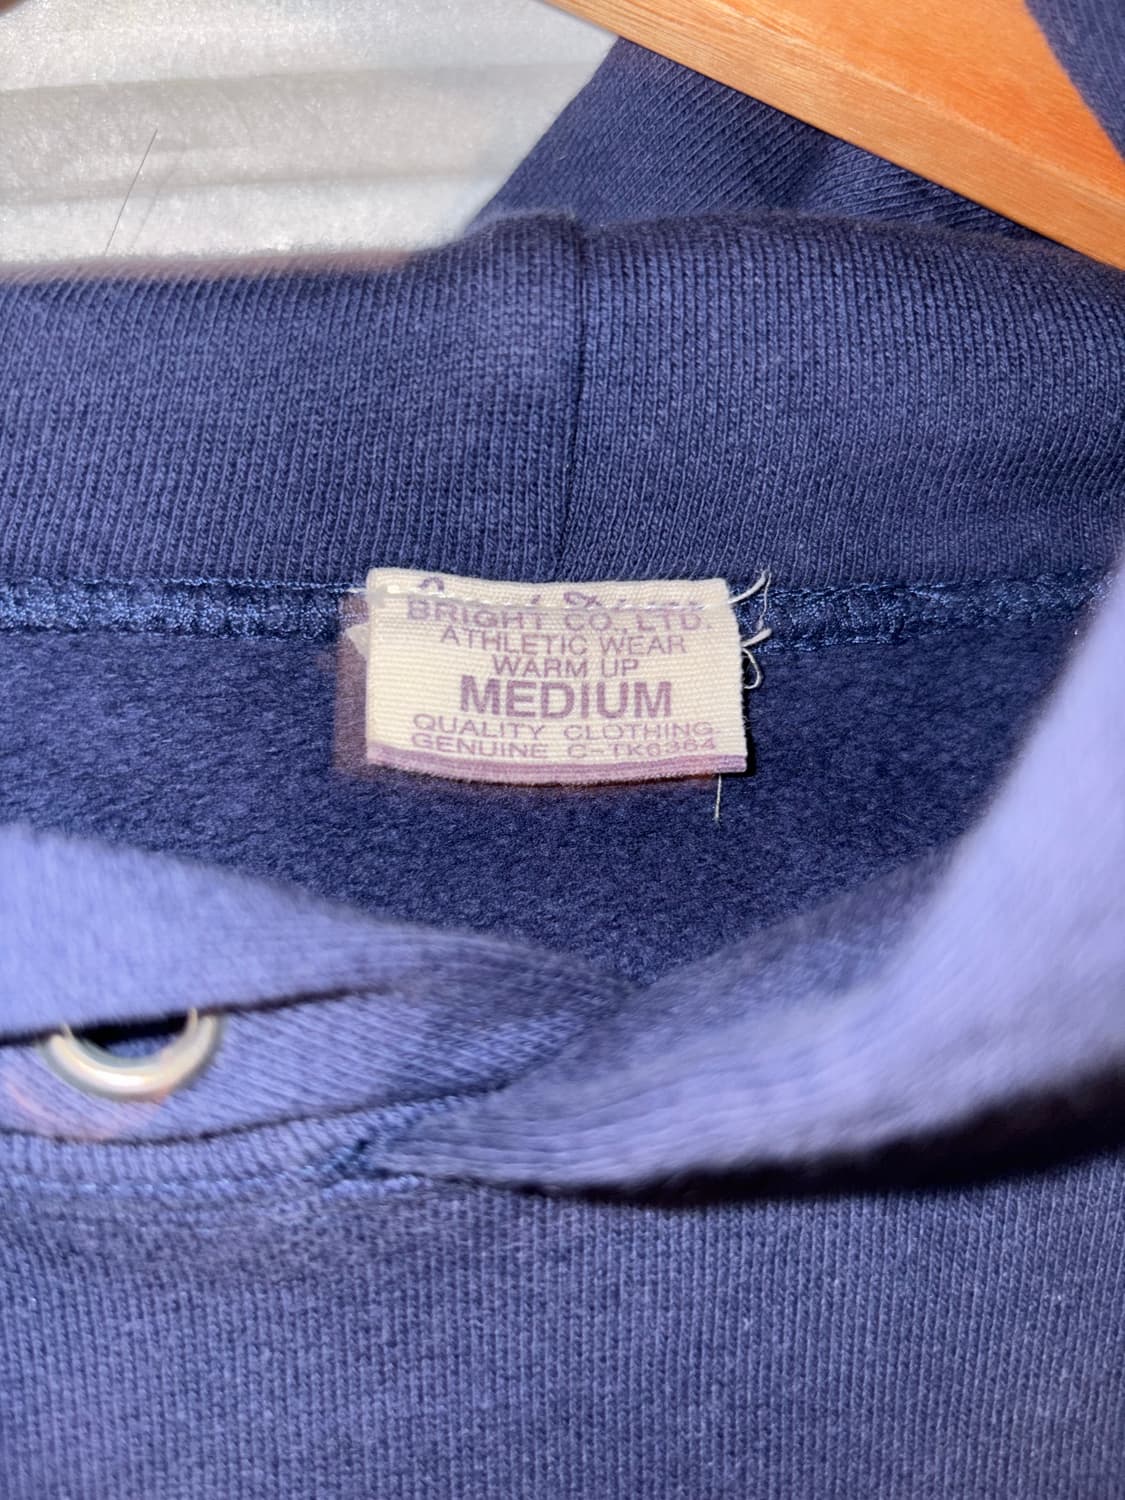 BRIGHT CO. LTD.
ATHLETIC WEAR
WARM UP
MEDIUM
QUALITY CLOTHING
GENUINE C-TK6364